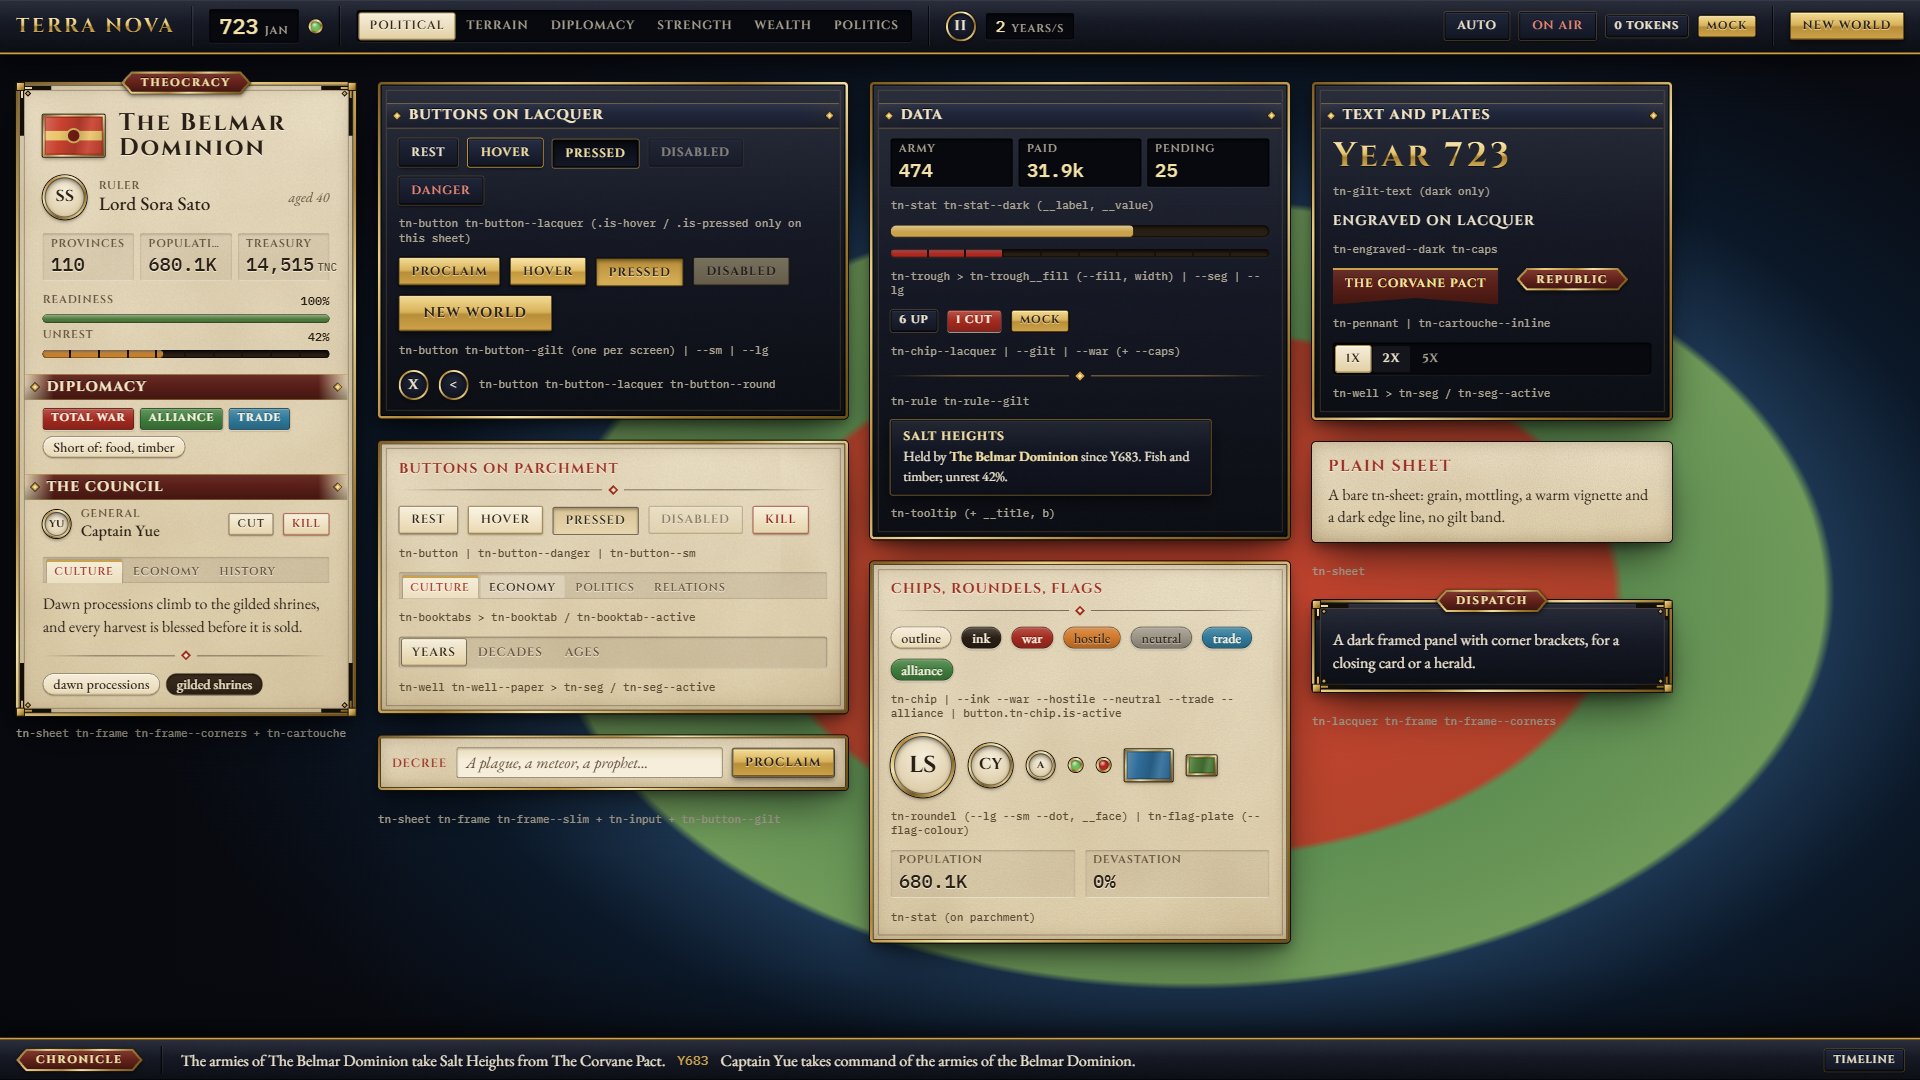 TERRA NOVA
723 JAN
POLITICAL TERRAIN DIPLOMACY STRENGTH WEALTH POLITICS
II
2 YEARS/S
AUTO
ON AIR
0 TOKENS
MOCK
NEW WORLD
THEOCRACY
THE BELMAR
DOMINION
SS
RULER
Lord Sora Sato
aged 40
PROVINCES
110
POPULATI...
680.1K
TREASURY
14,515 TNC
READINESS 100%
UNREST 42%
DIPLOMACY
TOTAL WAR ALLIANCE TRADE
Short of: food, timber
THE COUNCIL
YU
GENERAL
Captain Yue
CUT KILL
CULTURE ECONOMY HISTORY
Dawn processions climb to the gilded shrines,
and every harvest is blessed before it is sold.
dawn processions gilded shrines
tn-sheet tn-frame tn-frame--corners + tn-cartouche
BUTTONS ON LACQUER
REST HOVER PRESSED DISABLED
DANGER
tn-button tn-button--lacquer (.is-hover / .is-pressed only on
this sheet)
PROCLAIM HOVER PRESSED DISABLED
NEW WORLD
tn-button tn-button--gilt (one per screen) | --sm | --lg
X < tn-button tn-button--lacquer tn-button--round
BUTTONS ON PARCHMENT
REST HOVER PRESSED DISABLED KILL
tn-button | tn-button--danger | tn-button--sm
CULTURE ECONOMY POLITICS RELATIONS
tn-booktabs > tn-booktab / tn-booktab--active
YEARS DECADES AGES
tn-well tn-well--paper > tn-seg / tn-seg--active
DECREE A plague, a meteor, a prophet... PROCLAIM
tn-sheet tn-frame tn-frame--slim + tn-input + tn-button--gilt
DATA
ARMY
474
PAID
31.9k
PENDING
25
tn-stat tn-stat--dark (__label, __value)
tn-trough > tn-trough__fill (--fill, width) | --seg | --
lg
6 UP 1 CUT MOCK
tn-chip--lacquer | --gilt | --war (+ --caps)
tn-rule tn-rule--gilt
SALT HEIGHTS
Held by The Belmar Dominion since Y683. Fish and
timber; unrest 42%.
tn-tooltip (+ __title, b)
CHIPS, ROUNDELS, FLAGS
outline ink war hostile neutral trade
alliance
tn-chip | --ink --war --hostile --neutral --trade --
alliance | button.tn-chip.is-active
LS CY A
tn-roundel (--lg --sm --dot, __face) | tn-flag-plate (--
flag-colour)
POPULATION
680.1K
DEVASTATION
0%
tn-stat (on parchment)
TEXT AND PLATES
YEAR 723
tn-gilt-text (dark only)
ENGRAVED ON LACQUER
tn-engraved--dark tn-caps
THE CORVANE PACT REPUBLIC
tn-pennant | tn-cartouche--inline
1X 2X 5X
tn-well > tn-seg / tn-seg--active
PLAIN SHEET
A bare tn-sheet: grain, mottling, a warm vignette and
a dark edge line, no gilt band.
tn-sheet
DISPATCH
A dark framed panel with corner brackets, for a
closing card or a herald.
tn-lacquer tn-frame tn-frame--corners
CHRONICLE The armies of The Belmar Dominion take Salt Heights from The Corvane Pact. Y683 Captain Yue takes command of the armies of the Belmar Dominion. TIMELINE